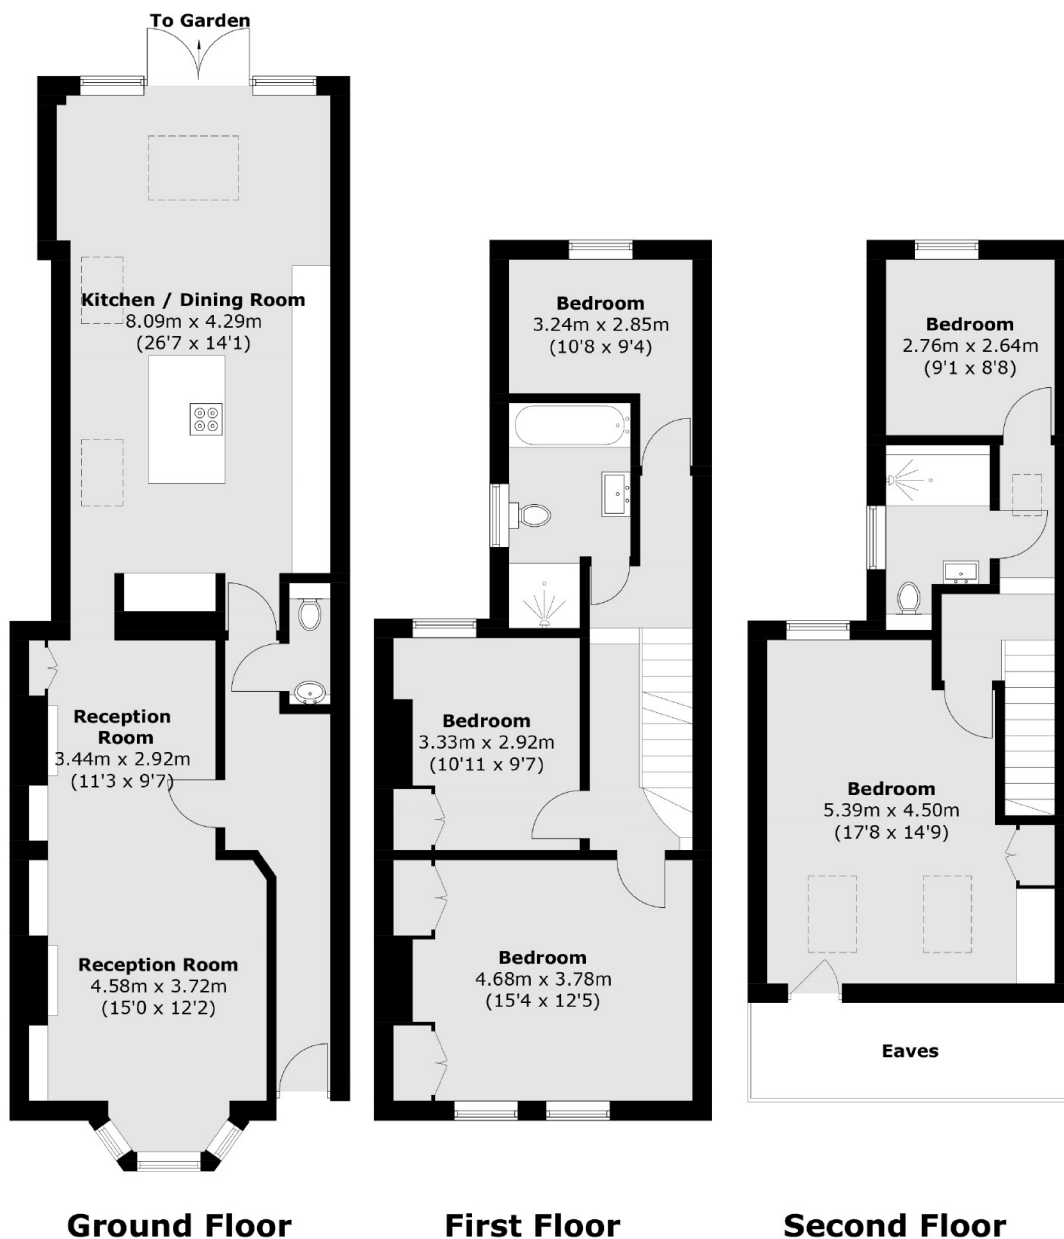 To Garden
Kitchen / Dining Room
8.09m x 4.29m
(26'7 x 14'1)
Reception
Room
3.44m x 2.92m
(11'3 x 9'7)
Reception Room
4.58m x 3.72m
(15'0 x 12'2)
Ground Floor
Bedroom
3.24m x 2.85m
(10'8 x 9'4)
Bedroom
3.33m x 2.92m
(10'11 x 9'7)
Bedroom
4.68m x 3.78m
(15'4 x 12'5)
First Floor
Bedroom
2.76m x 2.64m
(9'1 x 8'8)
Bedroom
5.39m x 4.50m
(17'8 x 14'9)
Eaves
Second Floor